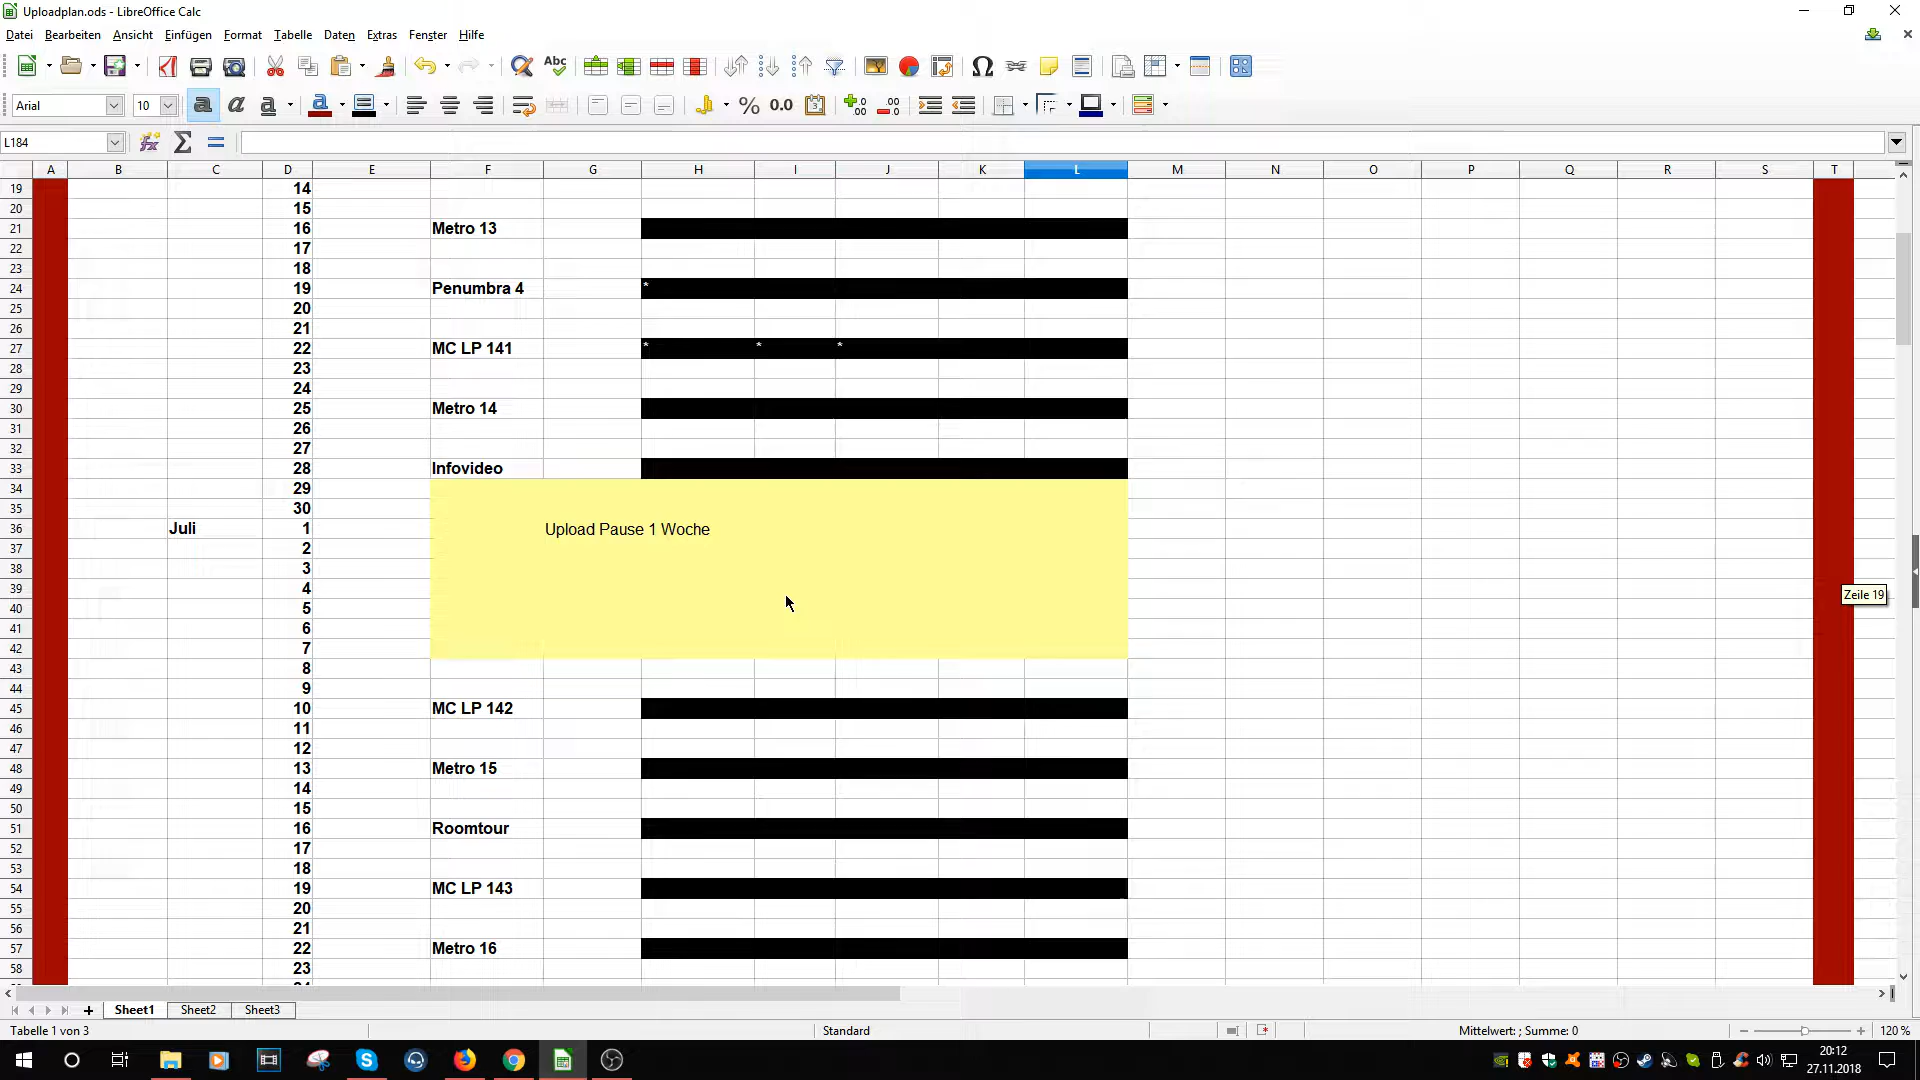 Uploadplan.ods - LibreOffice Calc
Datei Bearbeiten Ansicht Einfügen Format Tabelle Daten Extras Fenster Hilfe
Arial 10
L184
A B C D E F G H I J K L M N O P Q R S T
19 14
20 15
21 16 Metro 13
22 17
23 18
24 19 Penumbra 4 *
25 20
26 21
27 22 MC LP 141 * * *
28 23
29 24
30 25 Metro 14
31 26
32 27
33 28 Infovideo
34 29
35 30
36 Juli 1 Upload Pause 1 Woche
37 2
38 3
39 4
40 5
41 6
42 7
43 8
44 9
45 10 MC LP 142
46 11
47 12
48 13 Metro 15
49 14
50 15
51 16 Roomtour
52 17
53 18
54 19 MC LP 143
55 20
56 21
57 22 Metro 16
58 23
Zeile 19
Sheet1 Sheet2 Sheet3
Tabelle 1 von 3 Standard Mittelwert: ; Summe: 0 120 %
20:12
27.11.2018